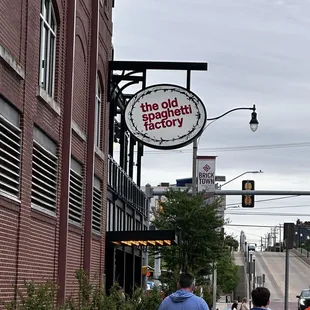 the old
spaghetti
factory
BRICK
TOWN